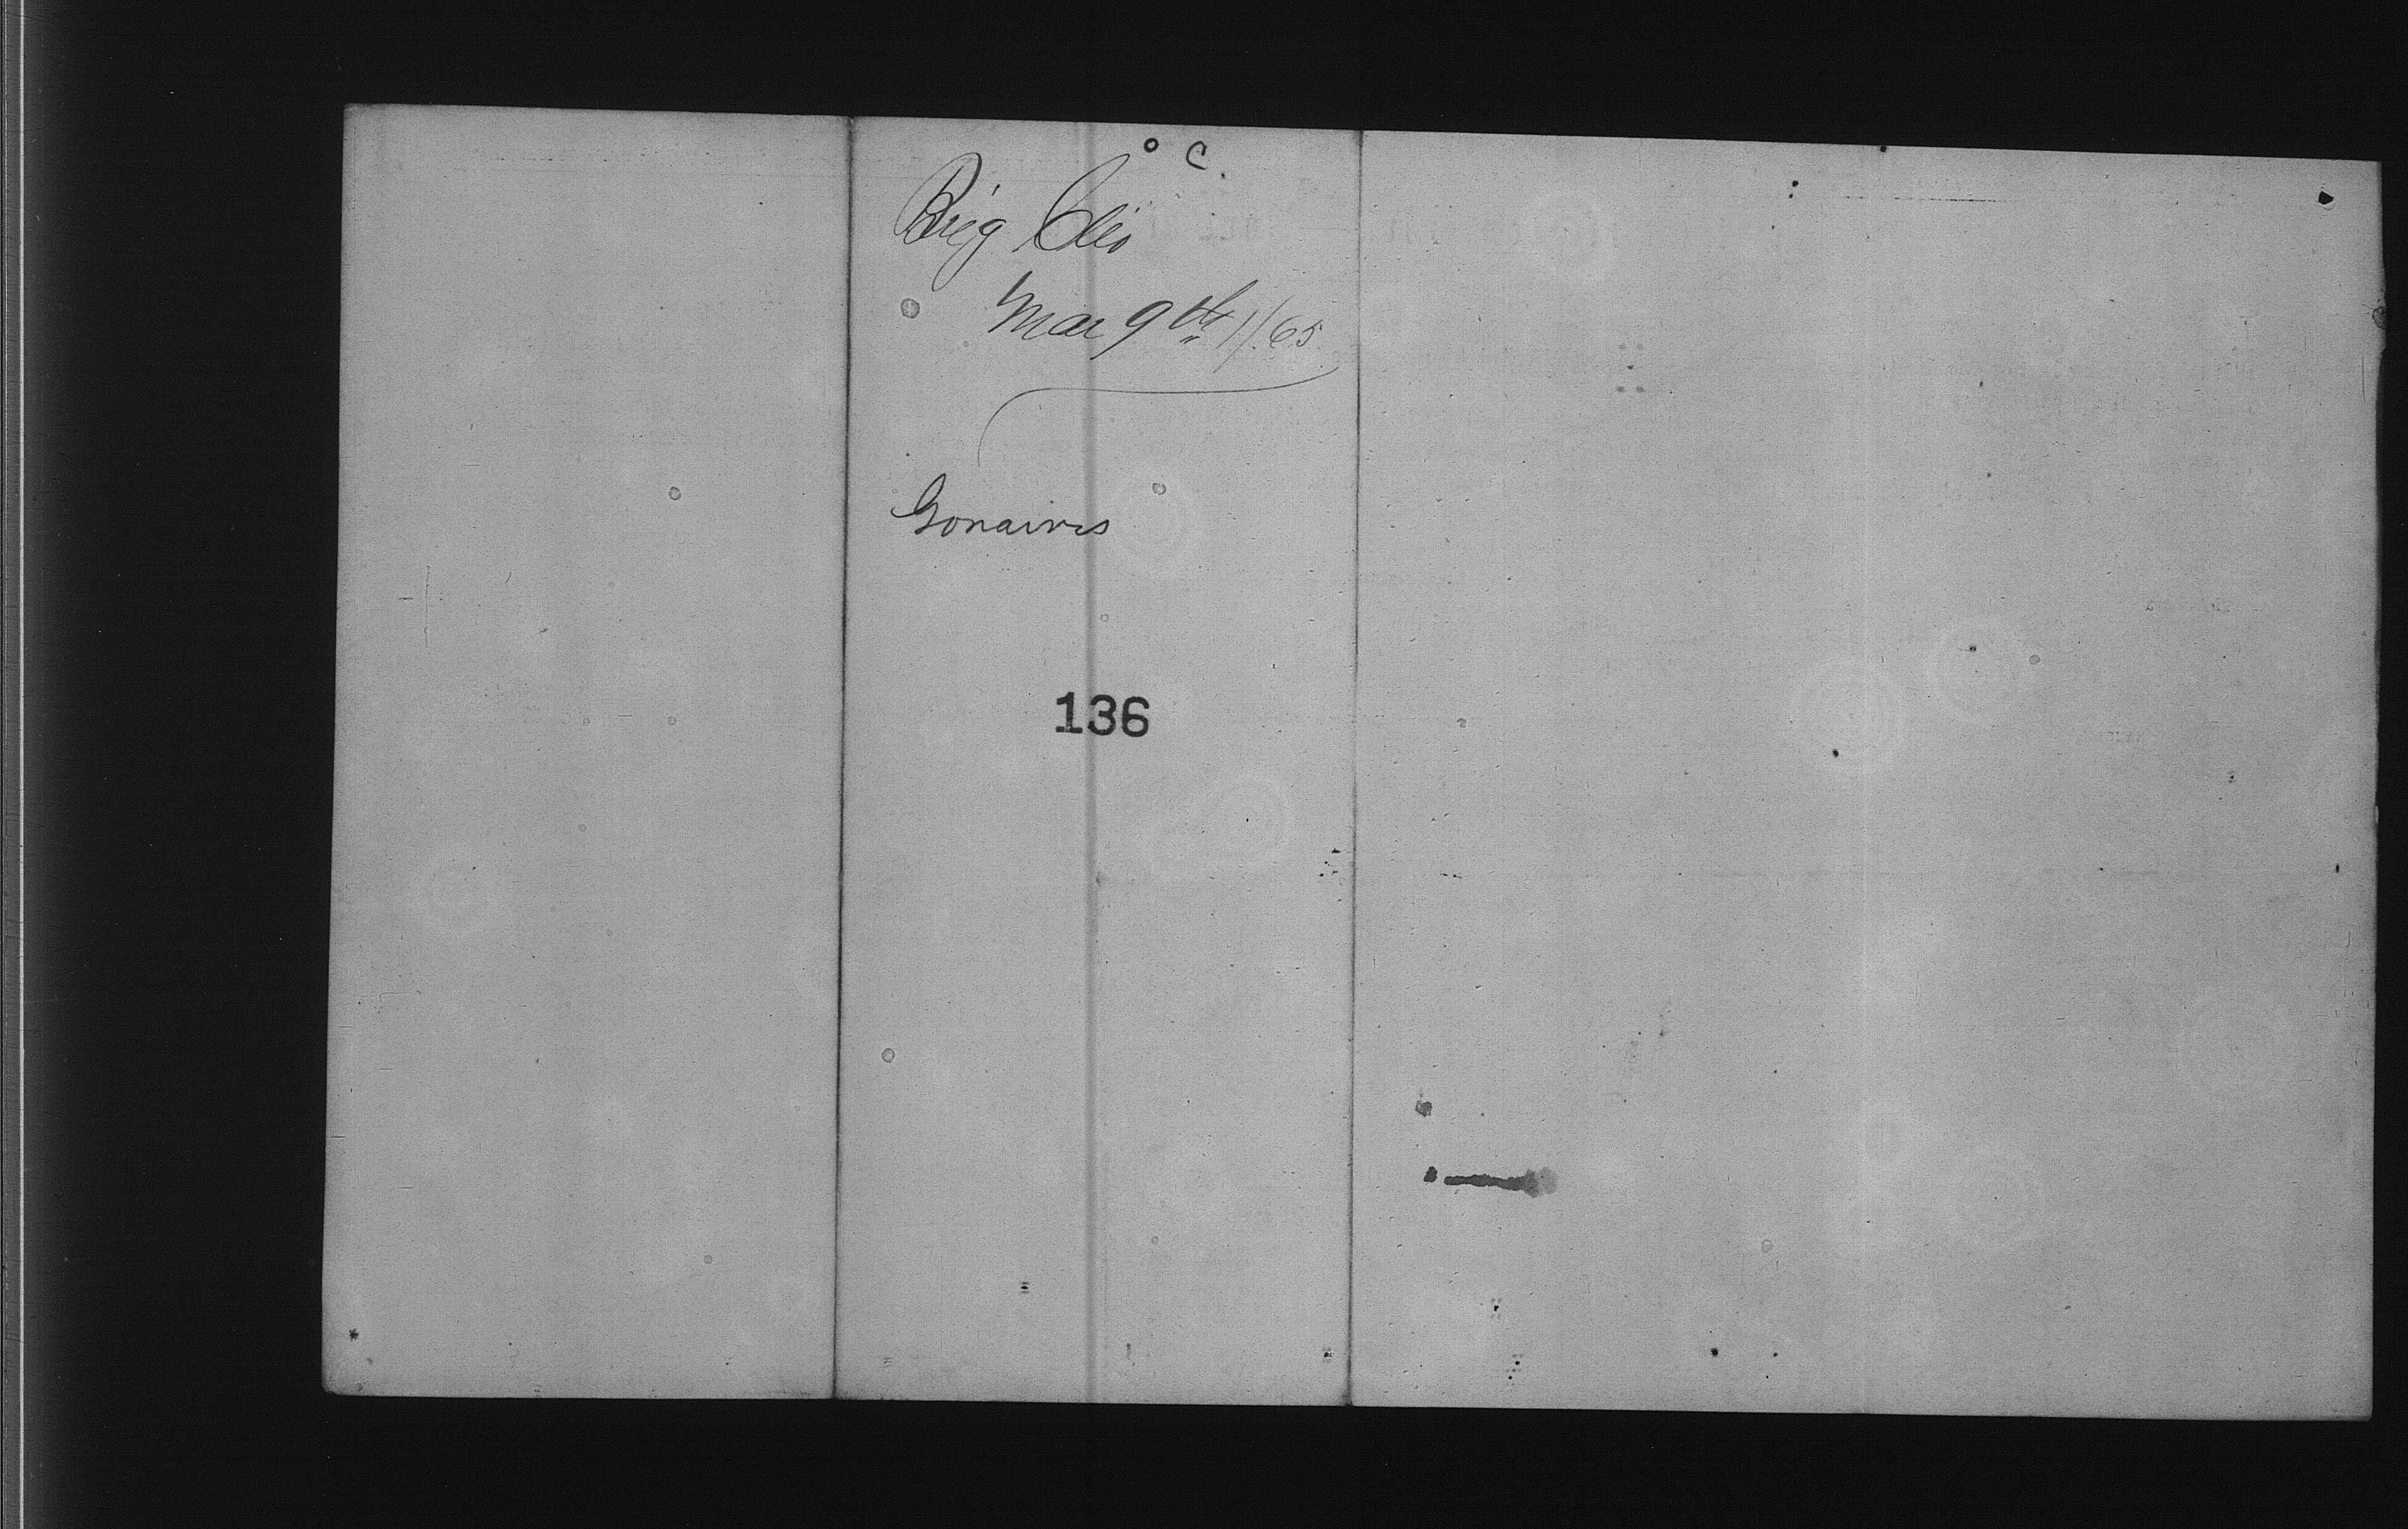 C.
Brig Clio
Mar 9th /65
Gonaives
136